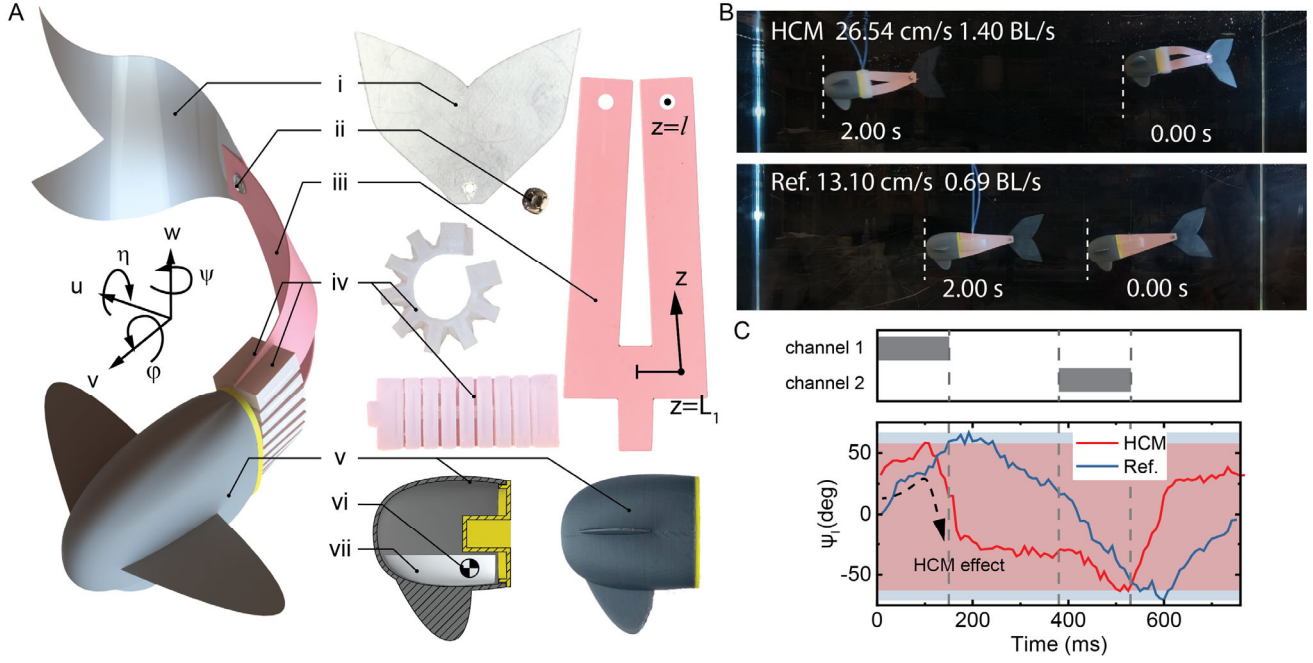 A
i
ii
iii
iv
v
vi
vii
w
η
ψ
u
v
φ
z=l
z
z=L₁
B
HCM 26.54 cm/s 1.40 BL/s
2.00 s
0.00 s
Ref. 13.10 cm/s 0.69 BL/s
2.00 s
0.00 s
C
channel 1
channel 2
HCM
Ref.
HCM effect
ψₗ(deg)
50
0
-50
0
200
400
600
Time (ms)